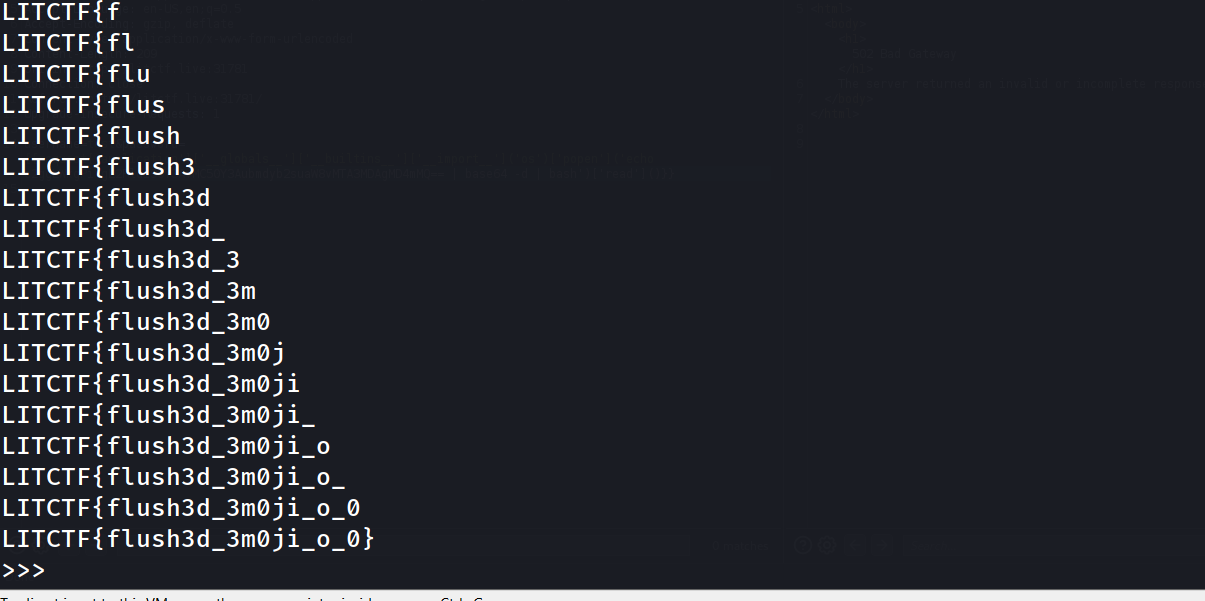 LITCTF{f
LITCTF{fl
LITCTF{flu
LITCTF{flus
LITCTF{flush
LITCTF{flush3
LITCTF{flush3d
LITCTF{flush3d_
LITCTF{flush3d_3
LITCTF{flush3d_3m
LITCTF{flush3d_3m0
LITCTF{flush3d_3m0j
LITCTF{flush3d_3m0ji
LITCTF{flush3d_3m0ji_
LITCTF{flush3d_3m0ji_o
LITCTF{flush3d_3m0ji_o_
LITCTF{flush3d_3m0ji_o_0
LITCTF{flush3d_3m0ji_o_0}
>>>